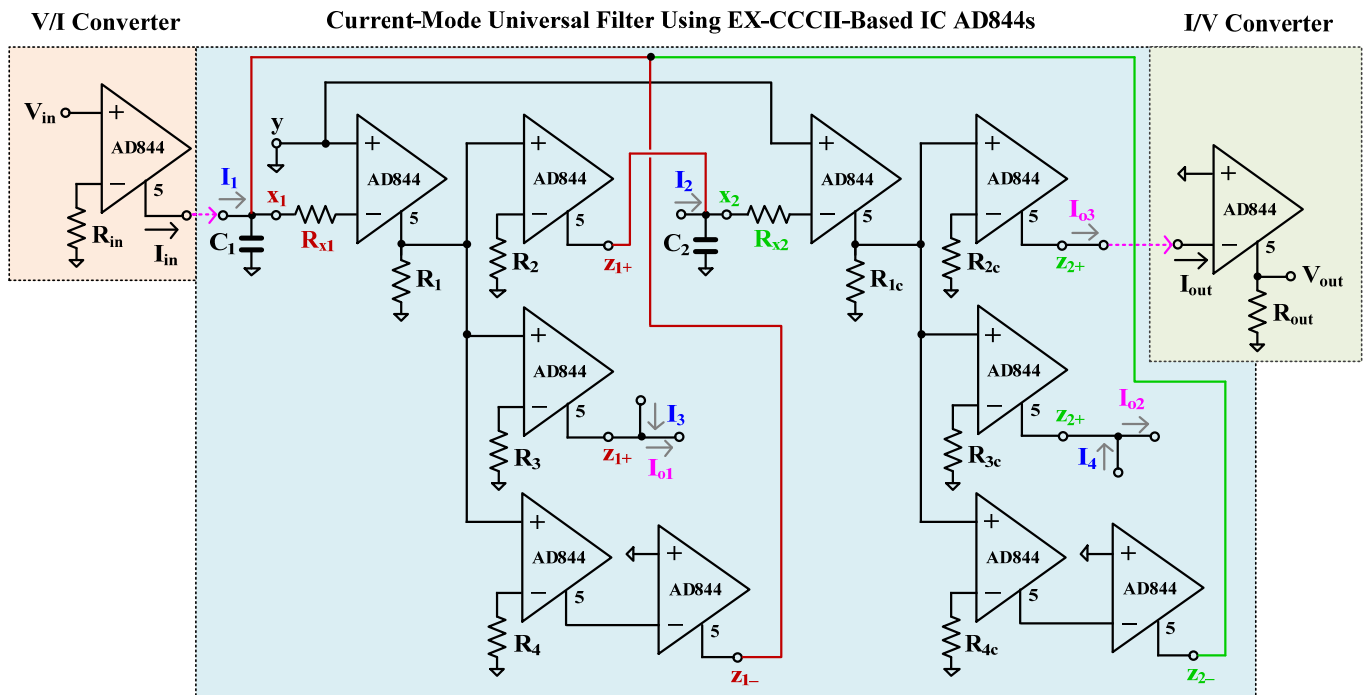 V/I Converter
Current-Mode Universal Filter Using EX-CCCII-Based IC AD844s
I/V Converter
Vin
+
AD844
−
5
Rin
Iin
I1
C1
x1
Rx1
y
+
AD844
−
5
R1
+
AD844
−
5
R2
z1+
I2
C2
x2
Rx2
+
AD844
−
5
R1c
+
AD844
−
5
R2c
z2+
Io3
+
AD844
−
5
Iout
Vout
Rout
+
AD844
−
5
R3
z1+
I3
Io1
+
AD844
−
5
R3c
z2+
Io2
I4
+
AD844
−
5
R4
+
AD844
−
5
z1−
+
AD844
−
5
R4c
+
AD844
−
5
z2−